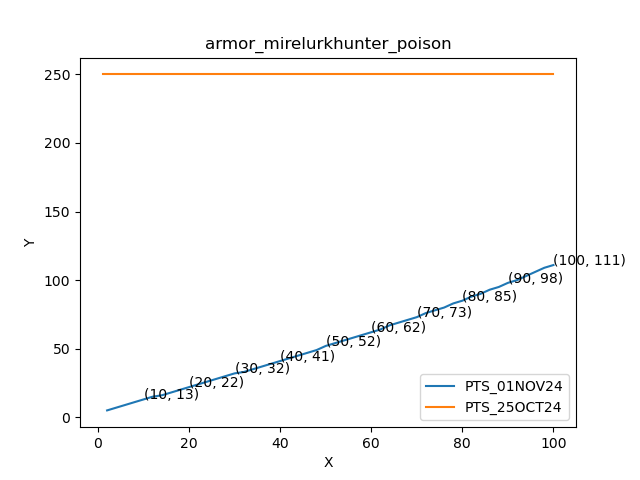 armor_mirelurkhunter_poison
250
200
150
100
50
0
Y
(100, 111)
(90, 98)
(80, 85)
(70, 73)
(60, 62)
(50, 52)
(40, 41)
(30, 32)
(20, 22)
(10, 13)
PTS_01NOV24
PTS_25OCT24
0 20 40 60 80 100
X